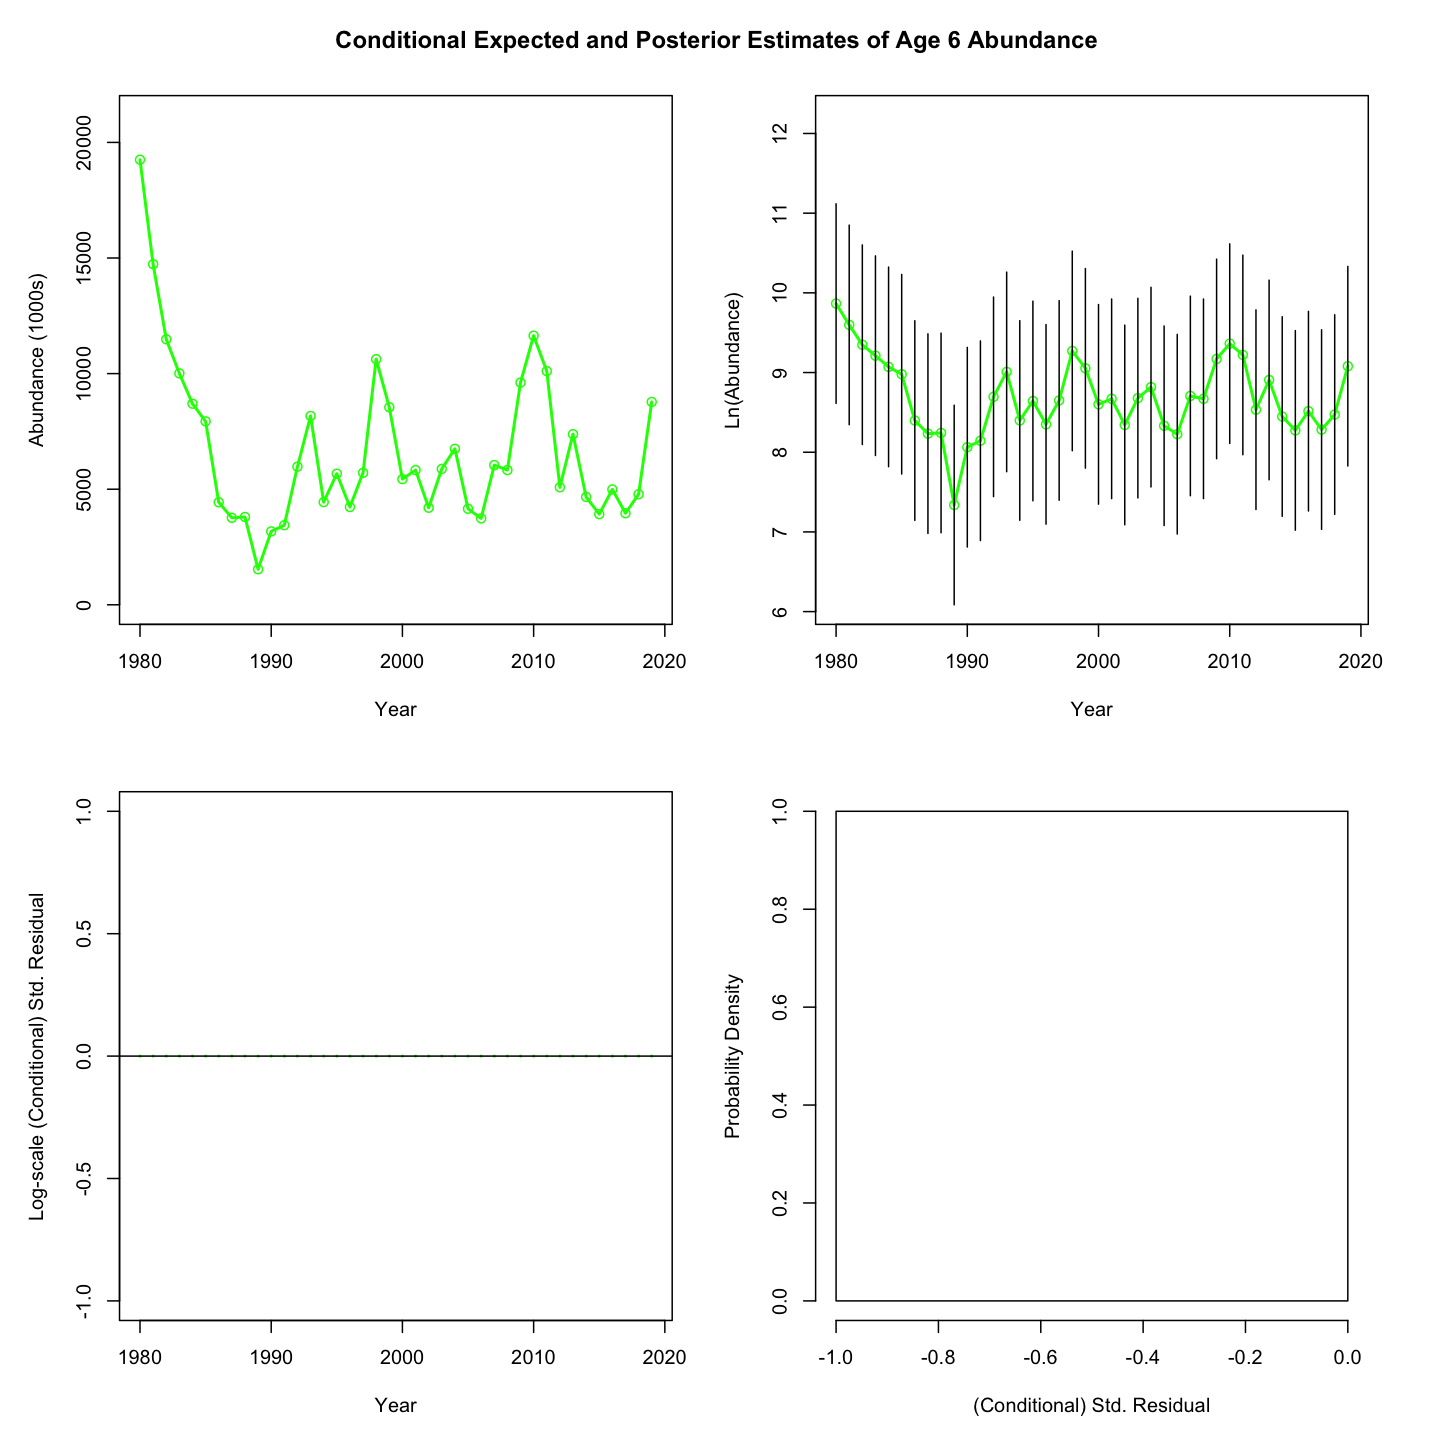 Conditional Expected and Posterior Estimates of Age 6 Abundance
Abundance (1000s)
20000
15000
10000
5000
0
1980 1990 2000 2010 2020
Year
Ln(Abundance)
12
11
10
9
8
7
6
1980 1990 2000 2010 2020
Year
Log-scale (Conditional) Std. Residual
1.0
0.5
0.0
-0.5
-1.0
1980 1990 2000 2010 2020
Year
Probability Density
1.0
0.8
0.6
0.4
0.2
0.0
-1.0 -0.8 -0.6 -0.4 -0.2 0.0
(Conditional) Std. Residual